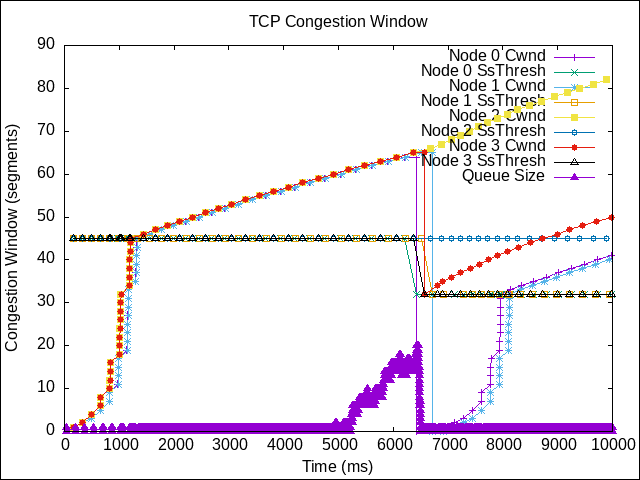 TCP Congestion Window
Congestion Window (segments)
90
80
70
60
50
40
30
20
10
0
Node 0 Cwnd
Node 0 SsThresh
Node 1 Cwnd
Node 1 SsThresh
Node 2 Cwnd
Node 2 SsThresh
Node 3 Cwnd
Node 3 SsThresh
Queue Size
0 1000 2000 3000 4000 5000 6000 7000 8000 9000 10000
Time (ms)